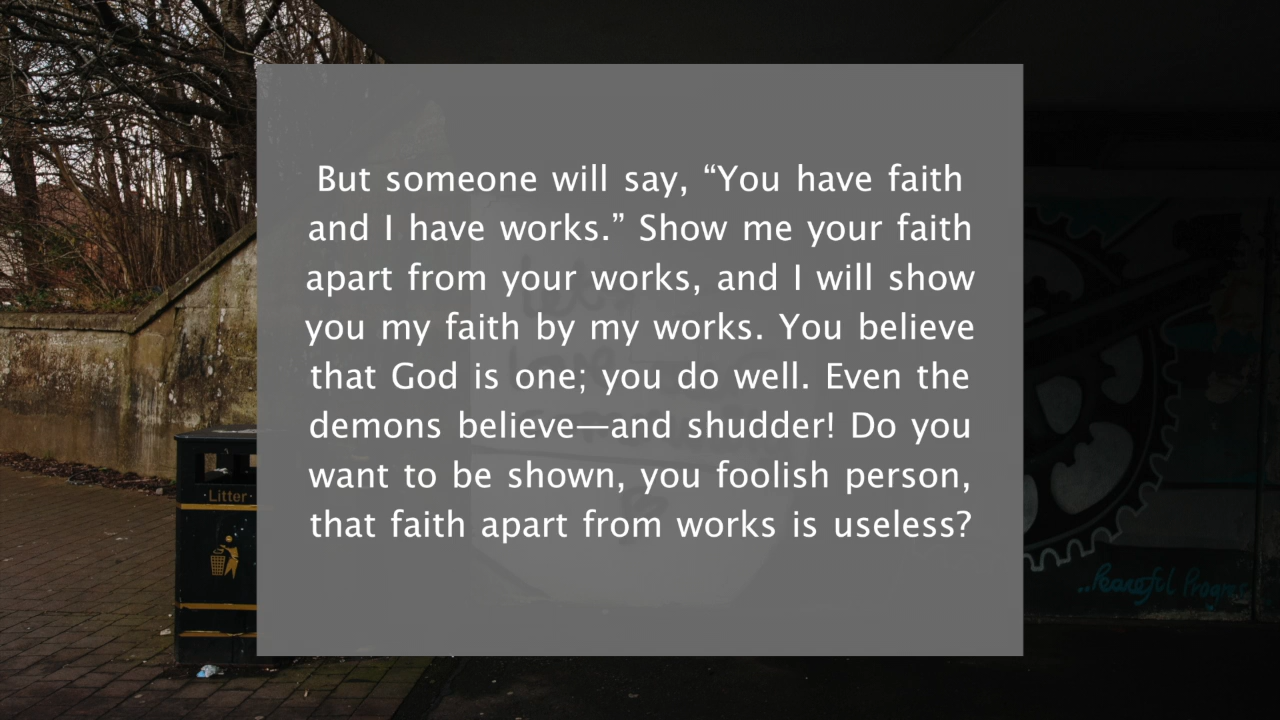 But someone will say, “You have faith
and I have works.” Show me your faith
apart from your works, and I will show
you my faith by my works. You believe
that God is one; you do well. Even the
demons believe—and shudder! Do you
want to be shown, you foolish person,
that faith apart from works is useless?
·Litter·
..Peaceful Progress